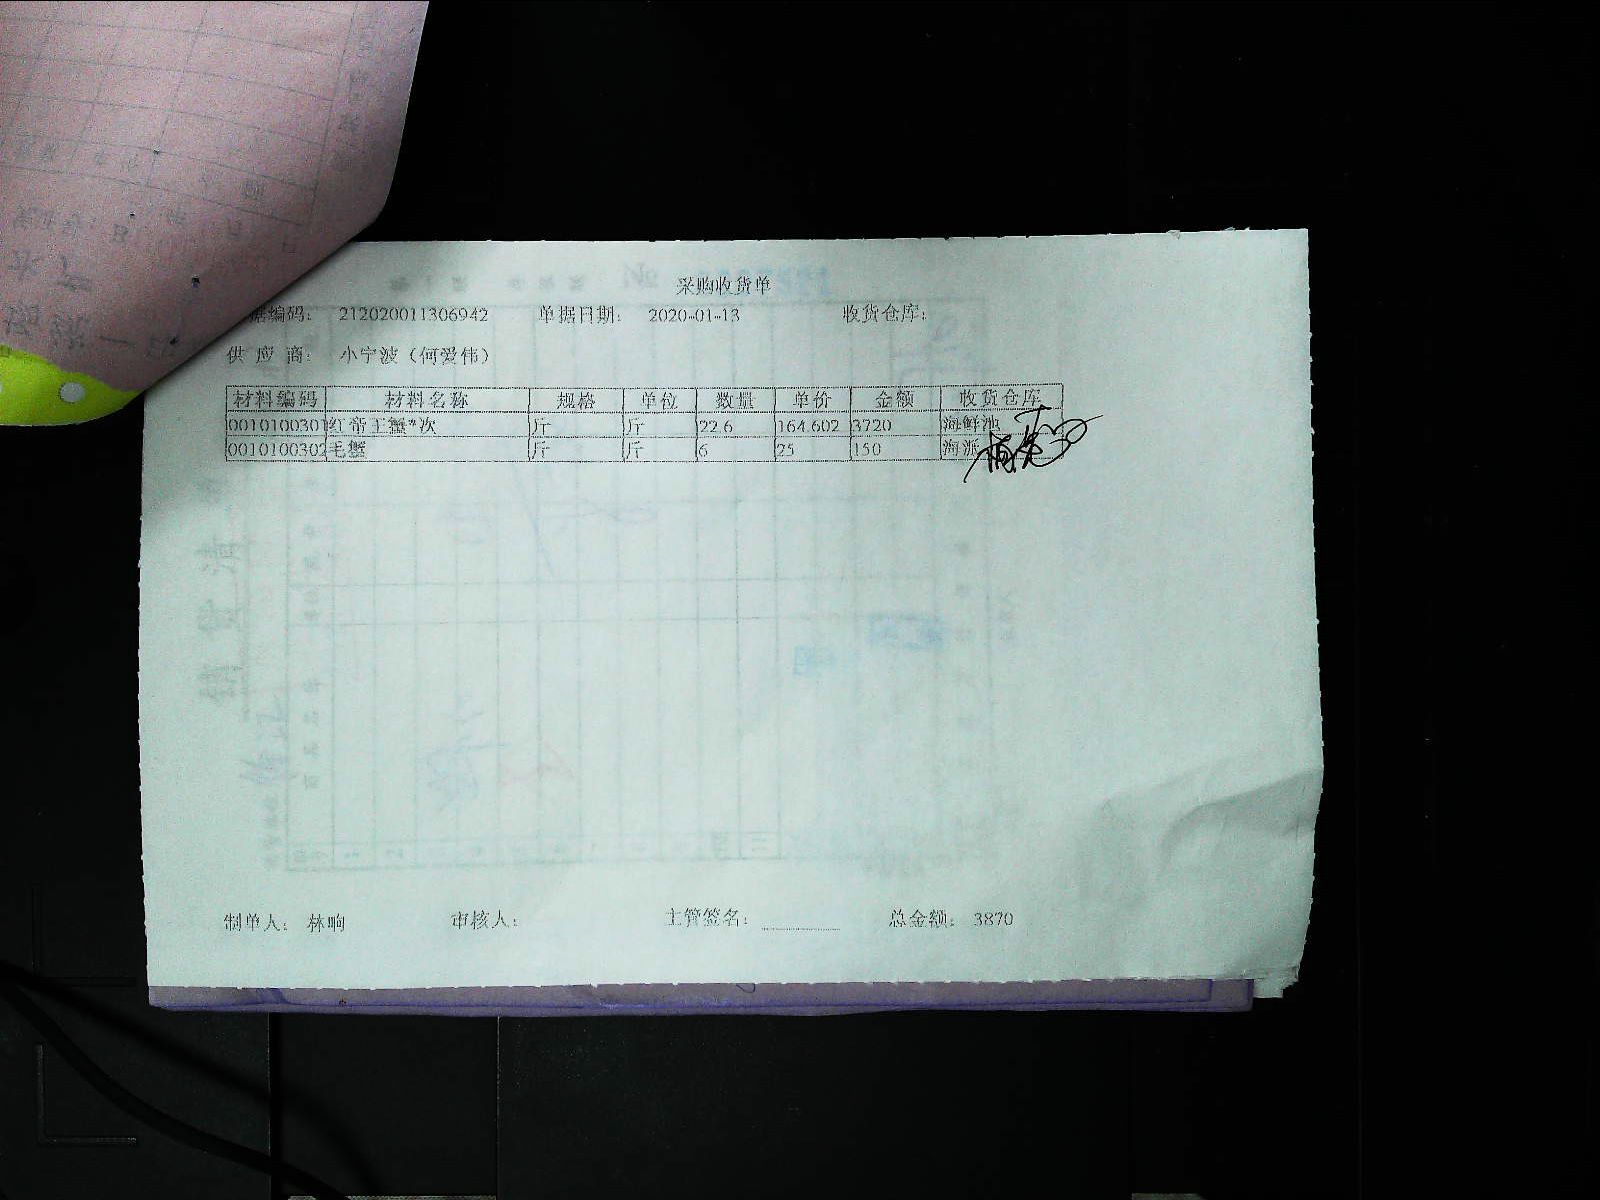 采购收货单
据编码： 212020011306942 单据日期： 2020-01-13 收货仓库：
供 应 商： 小宁波（何爱伟）
材料编码 材料名称 规格 单位 数量 单价 金额 收货仓库
0010100301 红帝王蟹*次 斤 斤 22.6 164.602 3720 海鲜池
0010100302 毛蟹 斤 斤 6 25 150 海派
制单人： 林晌 审核人： 主管签名： 总金额： 3870